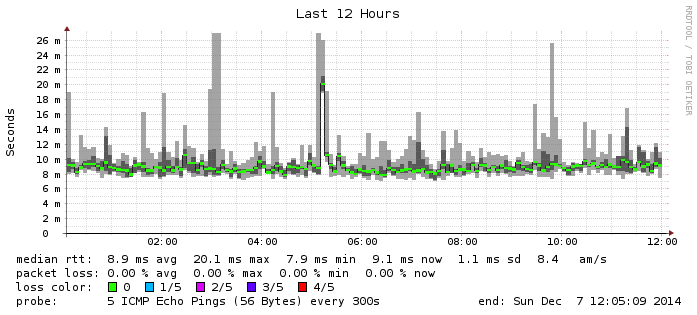 Last 12 Hours
RRDTOOL / TOBI OETIKER
Seconds
26 m
24 m
22 m
20 m
18 m
16 m
14 m
12 m
10 m
8 m
6 m
4 m
2 m
0
02:00 04:00 06:00 08:00 10:00 12:00
median rtt: 8.9 ms avg 20.1 ms max 7.9 ms min 9.1 ms now 1.1 ms sd 8.4 am/s
packet loss: 0.00 % avg 0.00 % max 0.00 % min 0.00 % now
loss color: 0 1/5 2/5 3/5 4/5
probe: 5 ICMP Echo Pings (56 Bytes) every 300s end: Sun Dec 7 12:05:09 2014